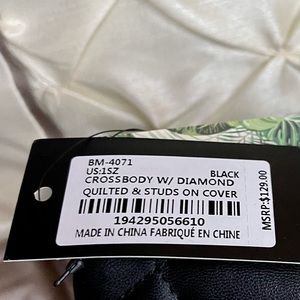 BM-4071
US:1SZ BLACK
CROSSBODY W/ DIAMOND
QUILTED & STUDS ON COVER
194295056610
MADE IN CHINA FABRIQUÉ EN CHINE
MSRP:$129.00